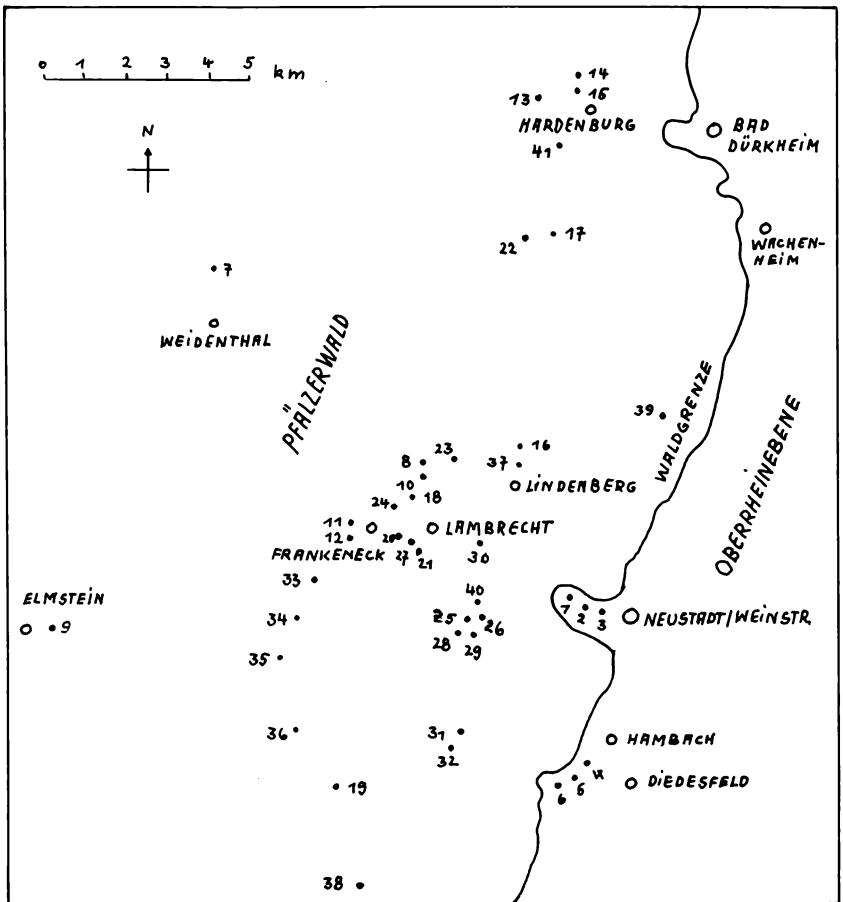 0 1 2 3 4 5 km
N
14
13
15
HARDENBURG
BAD
DÜRKHEIM
41
22
17
WACHEN-
HEIM
7
WEIDENTHAL
PFÄLZERWALD
39
WALDGRENZE
OBERRHEINEBENE
16
23
8
37
10
LINDENBERG
18
24
11
LAMBRECHT
12
20
FRANKENECK
27
21
30
33
ELMSTEIN
9
40
1
2
3
NEUSTADT/WEINSTR.
34
25
26
28
29
35
36
31
32
HAMBACH
4
5
6
DIEDESFELD
19
38